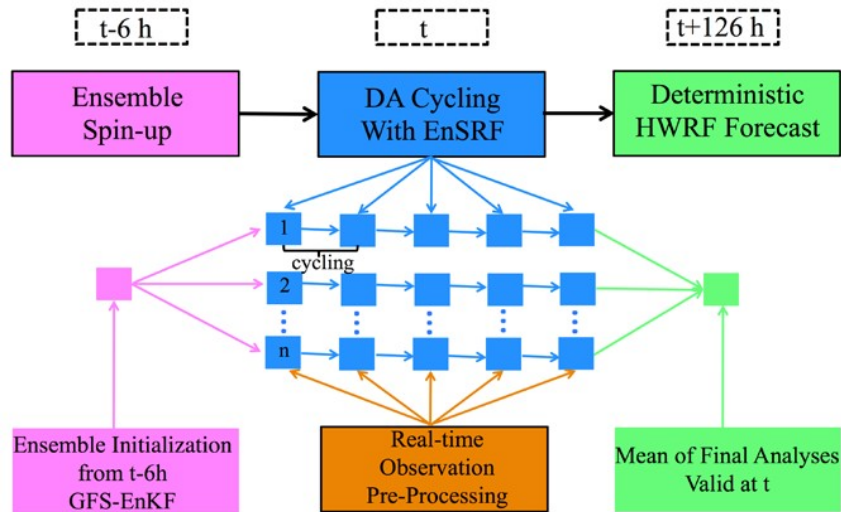 t-6 h
t
t+126 h
Ensemble
Spin-up
DA Cycling
With EnSRF
Deterministic
HWRF Forecast
1
cycling
2
n
Ensemble Initialization
from t-6h
GFS-EnKF
Real-time
Observation
Pre-Processing
Mean of Final Analyses
Valid at t